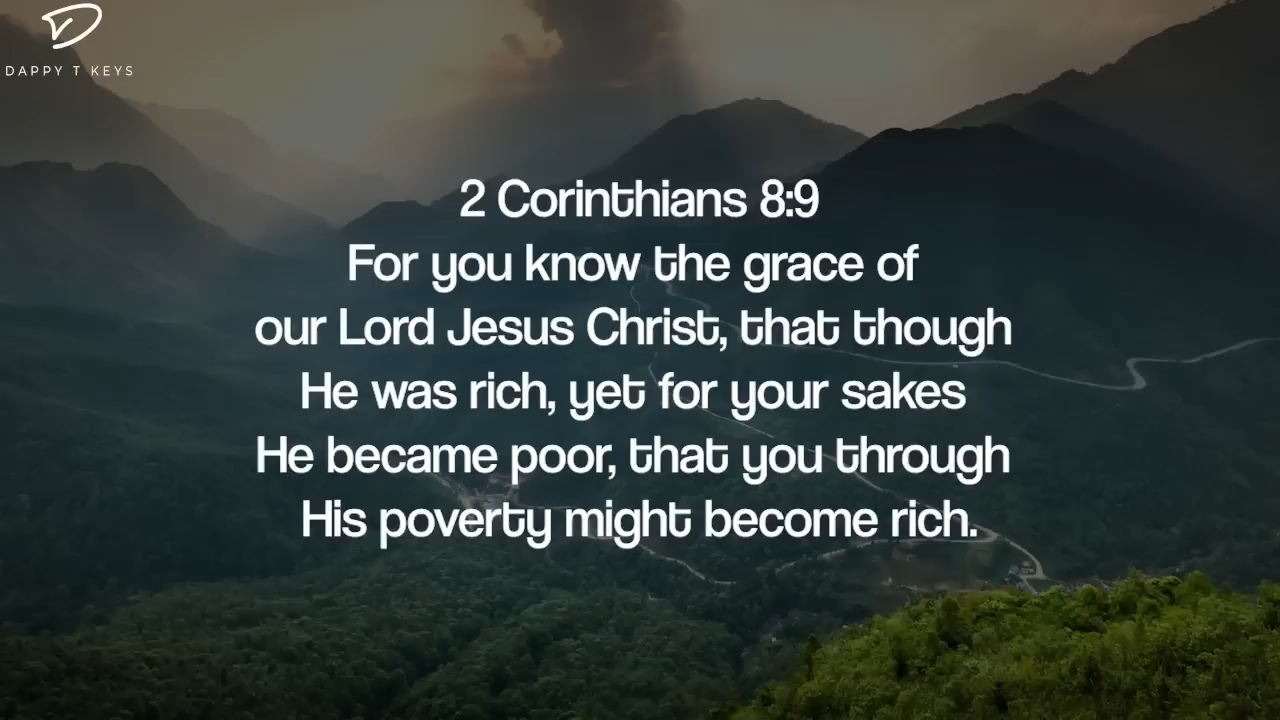 DAPPY T KEYS
2 Corinthians 8:9
For you know the grace of
our Lord Jesus Christ, that though
He was rich, yet for your sakes
He became poor, that you through
His poverty might become rich.